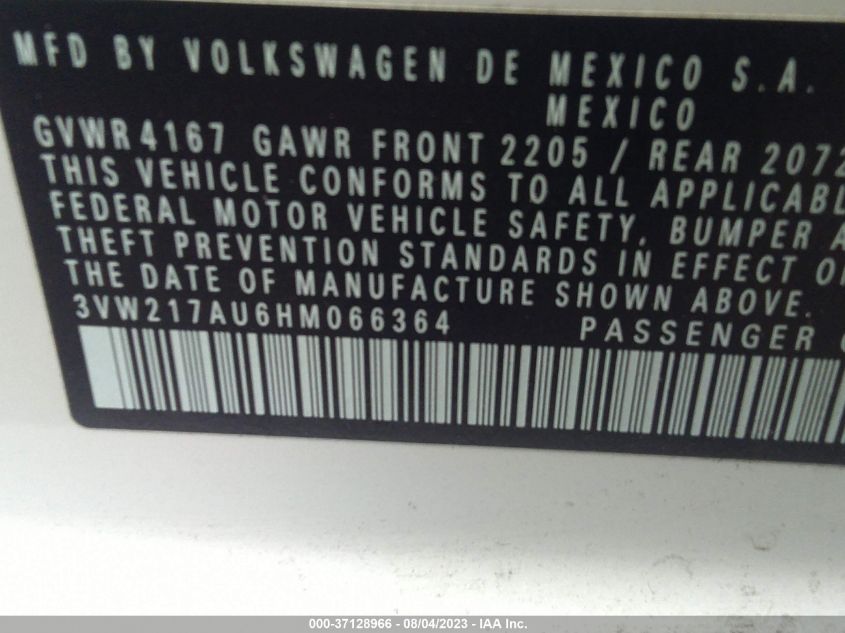 MFD BY VOLKSWAGEN DE MEXICO S.A.
MEXICO
GVWR 4167 GAWR FRONT 2205 / REAR 2072
THIS VEHICLE CONFORMS TO ALL APPLICABL
FEDERAL MOTOR VEHICLE SAFETY, BUMPER A
THEFT PREVENTION STANDARDS IN EFFECT O
THE DATE OF MANUFACTURE SHOWN ABOVE.
3VW217AU6HM066364 PASSENGER
000-37128966 - 08/04/2023 - IAA Inc.